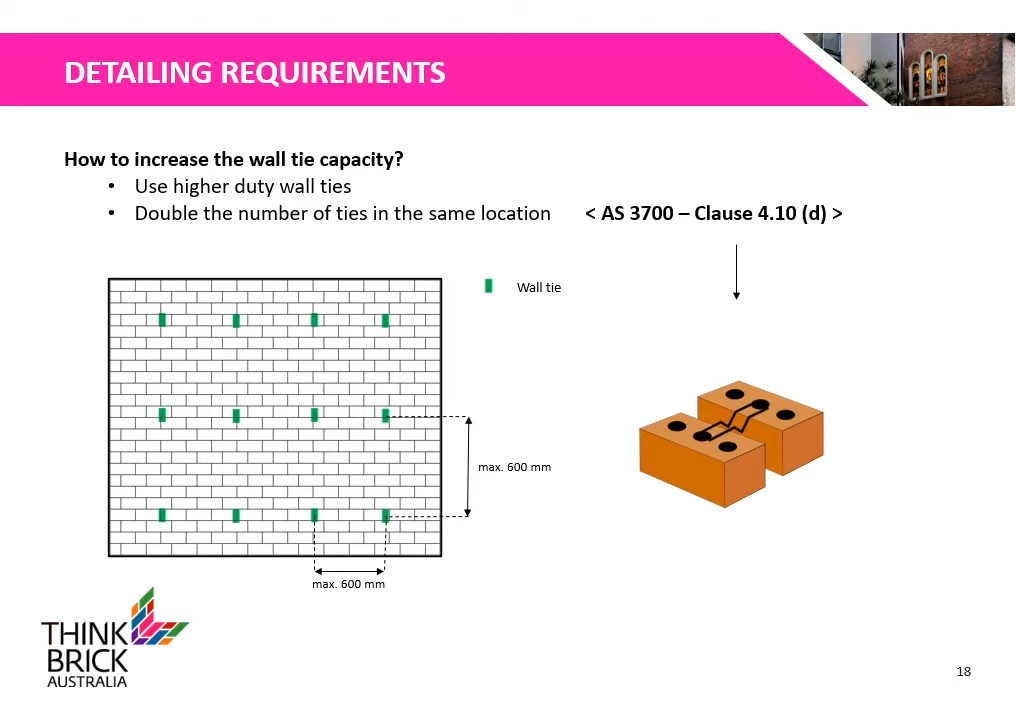 DETAILING REQUIREMENTS
How to increase the wall tie capacity?
• Use higher duty wall ties
• Double the number of ties in the same location < AS 3700 – Clause 4.10 (d) >
Wall tie
max. 600 mm
max. 600 mm
THINK
BRICK
AUSTRALIA
18